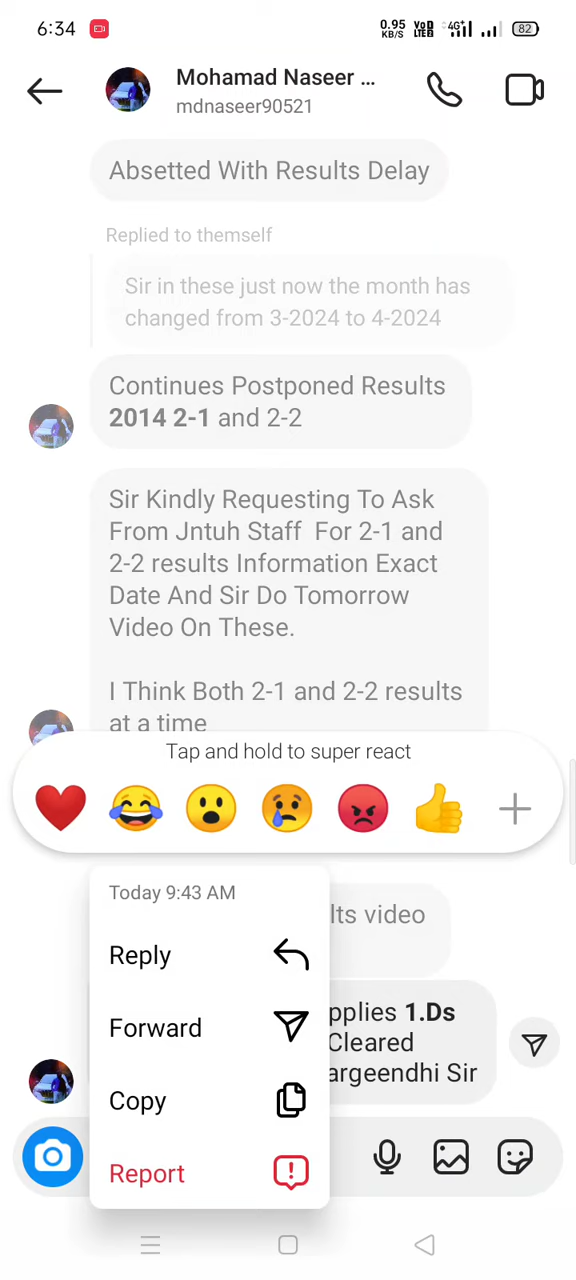 6:34
0.95 KB/S VoD LTE2 4G+ 82
Mohamad Naseer ...
mdnaseer90521
Absetted With Results Delay
Replied to themself
Sir in these just now the month has
changed from 3-2024 to 4-2024
Continues Postponed Results
2014 2-1 and 2-2
Sir Kindly Requesting To Ask
From Jntuh Staff For 2-1 and
2-2 results Information Exact
Date And Sir Do Tomorrow
Video On These.
I Think Both 2-1 and 2-2 results
at a time
Tap and hold to super react
Today 9:43 AM
lts video
Reply
pplies 1.Ds
Forward
Cleared
argeendhi Sir
Copy
Report